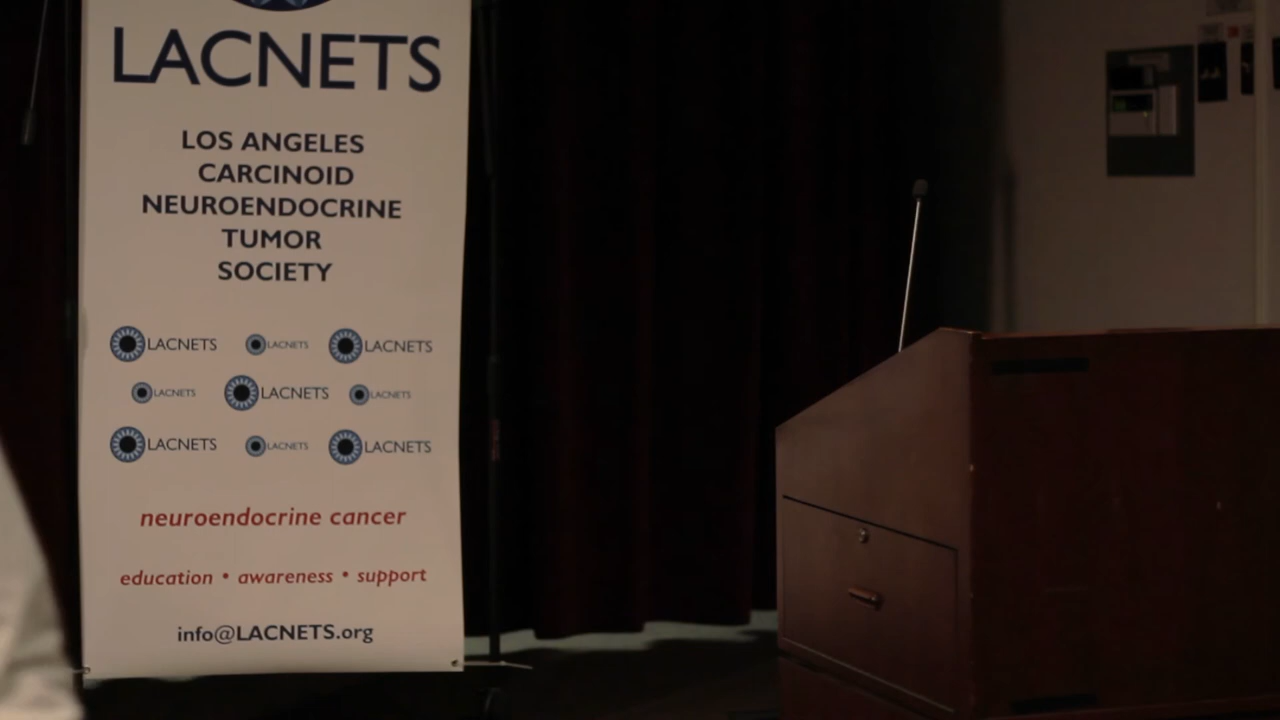 LACNETS
LOS ANGELES
CARCINOID
NEUROENDOCRINE
TUMOR
SOCIETY
LACNETS LACNETS LACNETS
LACNETS LACNETS LACNETS
LACNETS LACNETS LACNETS
neuroendocrine cancer
education • awareness • support
info@LACNETS.org